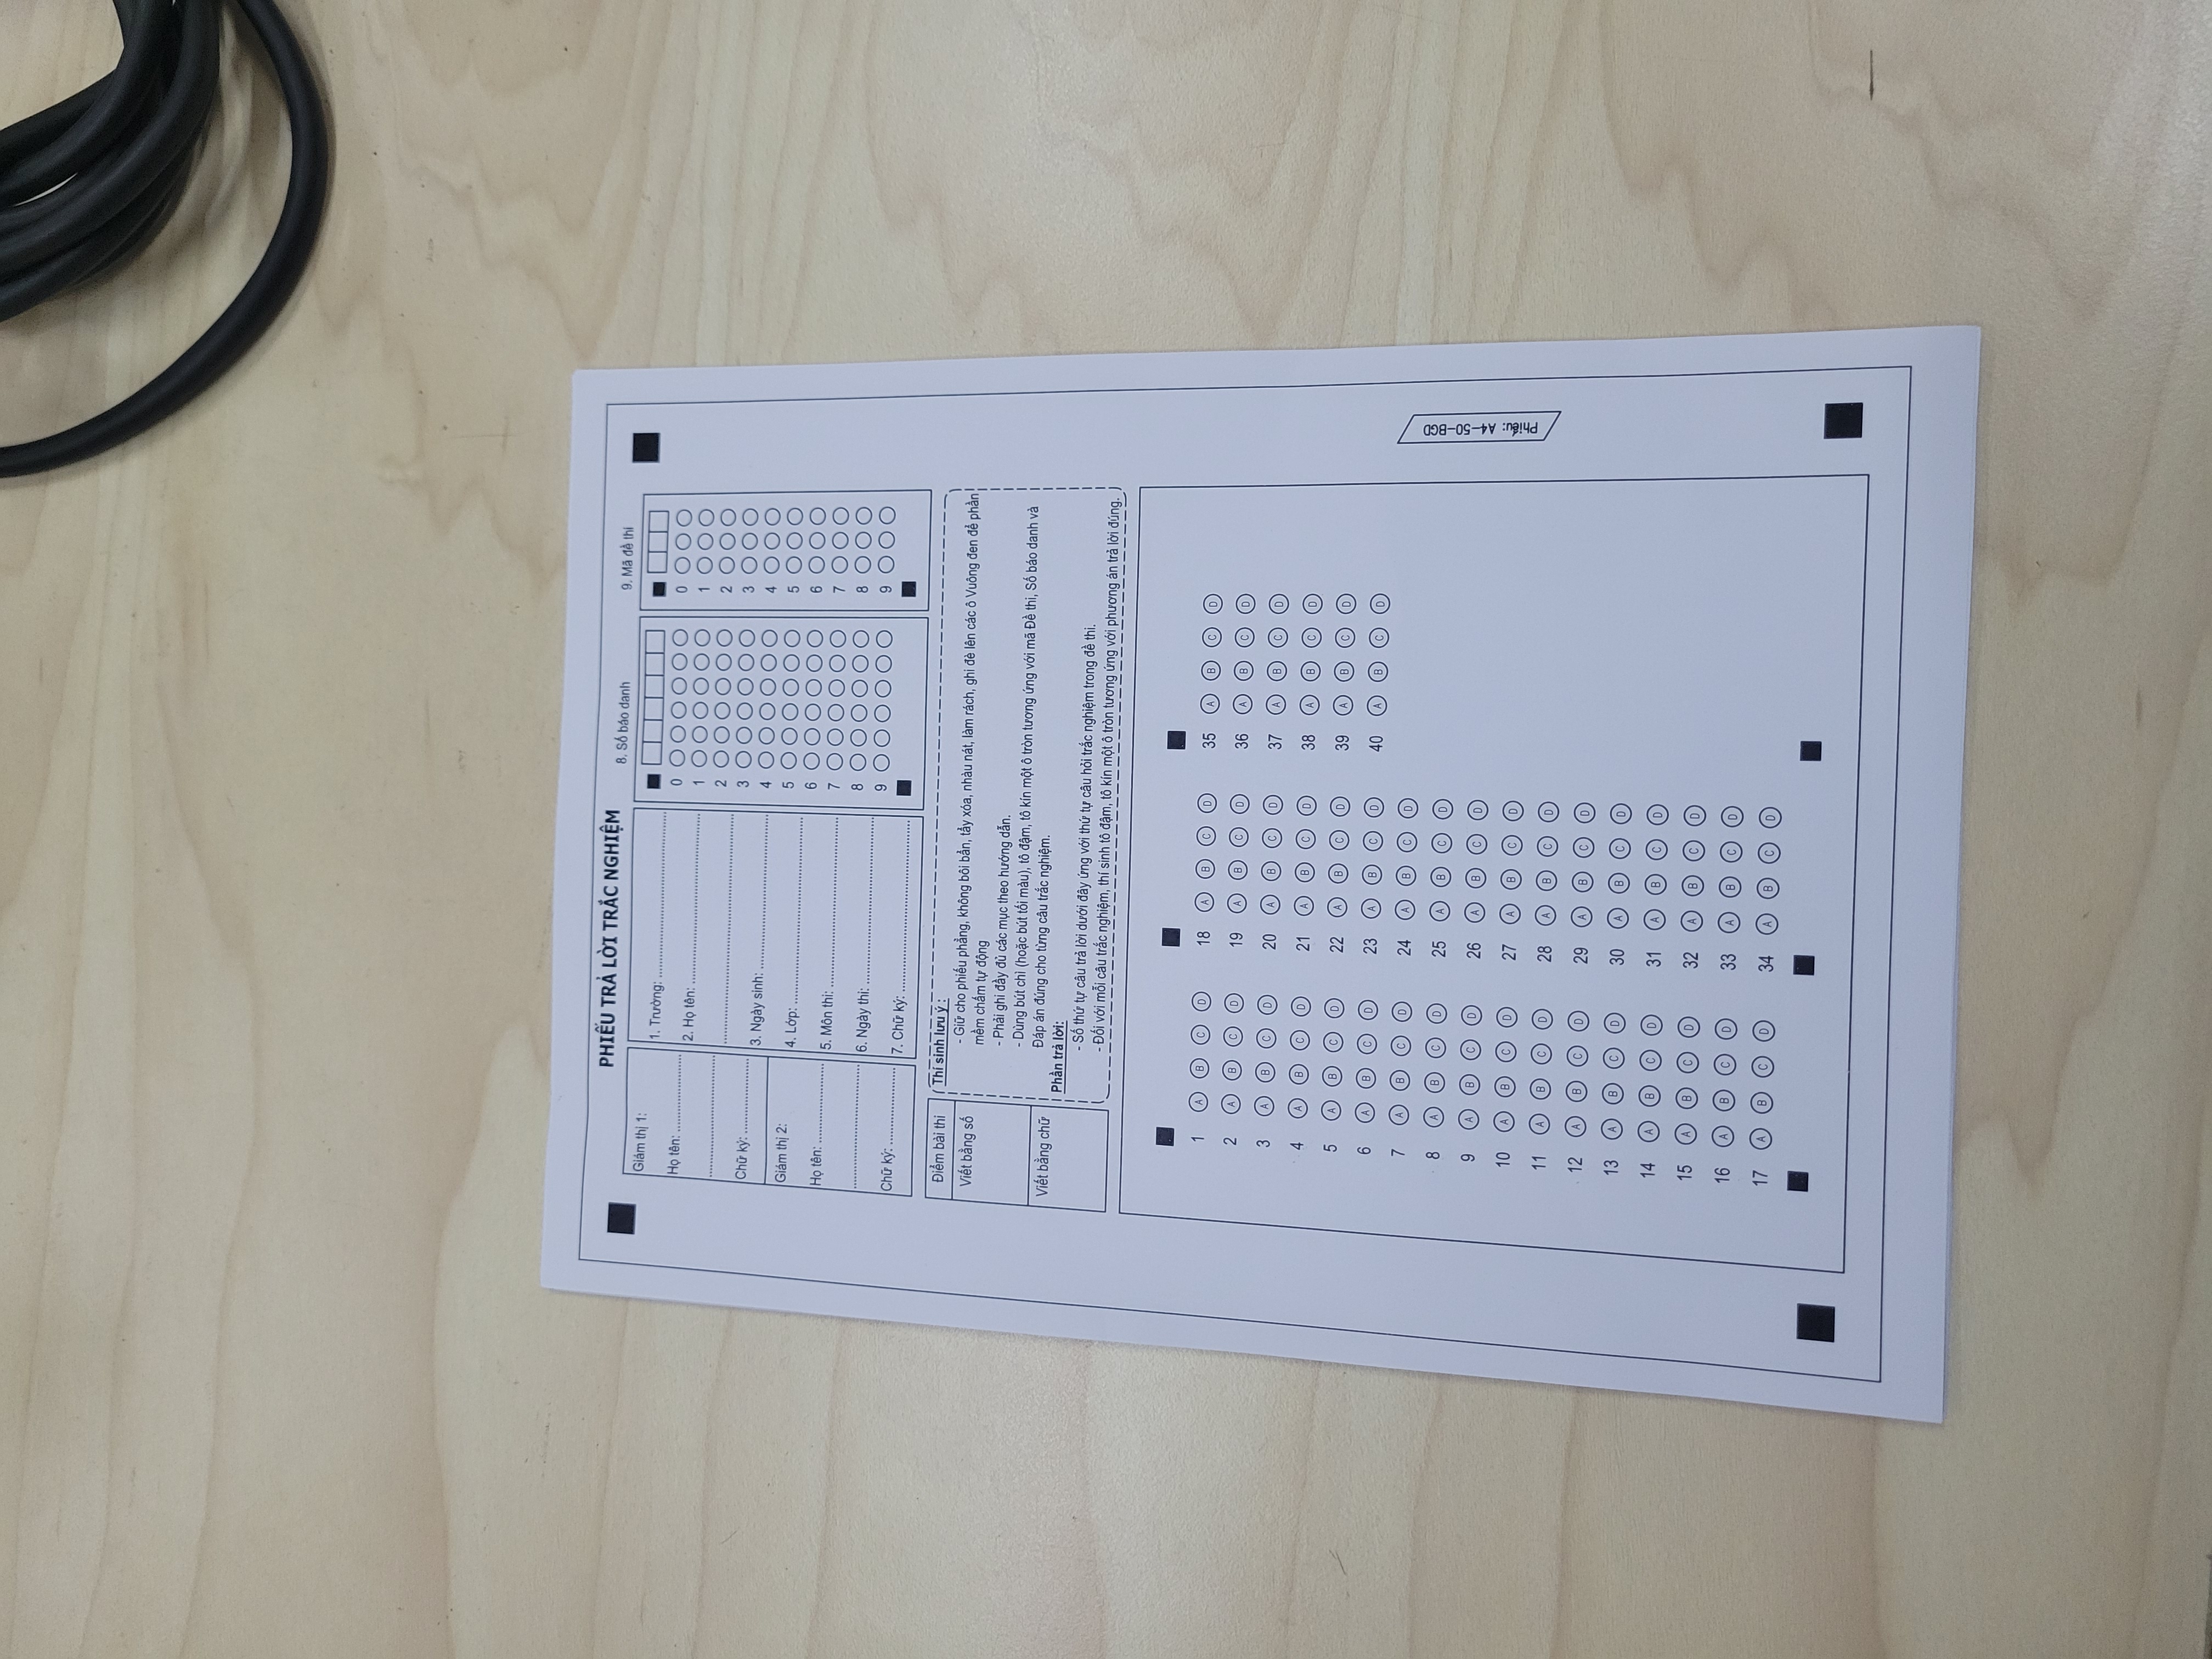 PHIẾU TRẢ LỜI TRẮC NGHIỆM
Giám thị 1:
Họ tên: ....................
................................
Chữ ký: ....................
Giám thị 2:
Họ tên: ....................
................................
Chữ ký: ....................
1. Trường: ............................................
2. Họ tên: .............................................
............................................................
3. Ngày sinh: .........................................
4. Lớp: ..................................................
5. Môn thi: ............................................
6. Ngày thi: ...........................................
7. Chữ ký: .............................................
8. Số báo danh
0
1
2
3
4
5
6
7
8
9
9. Mã đề thi
0
1
2
3
4
5
6
7
8
9
Điểm bài thi
Viết bằng số
Viết bằng chữ
Thí sinh lưu ý :
- Giữ cho phiếu phẳng, không bôi bẩn, tẩy xóa, nhàu nát, làm rách, ghi đè lên các ô Vuông đen để phần
mềm chấm tự động
- Phải ghi đầy đủ các mục theo hướng dẫn.
- Dùng bút chì (hoặc bút tối màu), tô đậm, tô kín một ô tròn tương ứng với mã Đề thi, Số báo danh và
Đáp án đúng cho từng câu trắc nghiệm.
Phần trả lời:
- Số thứ tự câu trả lời dưới đây ứng với thứ tự câu hỏi trắc nghiệm trong đề thi.
- Đối với mỗi câu trắc nghiệm, thí sinh tô đậm, tô kín một ô tròn tương ứng với phương án trả lời đúng.
1 A B C D
2 A B C D
3 A B C D
4 A B C D
5 A B C D
6 A B C D
7 A B C D
8 A B C D
9 A B C D
10 A B C D
11 A B C D
12 A B C D
13 A B C D
14 A B C D
15 A B C D
16 A B C D
17 A B C D
18 A B C D
19 A B C D
20 A B C D
21 A B C D
22 A B C D
23 A B C D
24 A B C D
25 A B C D
26 A B C D
27 A B C D
28 A B C D
29 A B C D
30 A B C D
31 A B C D
32 A B C D
33 A B C D
34 A B C D
35 A B C D
36 A B C D
37 A B C D
38 A B C D
39 A B C D
40 A B C D
Phiếu: A4-50-BGD